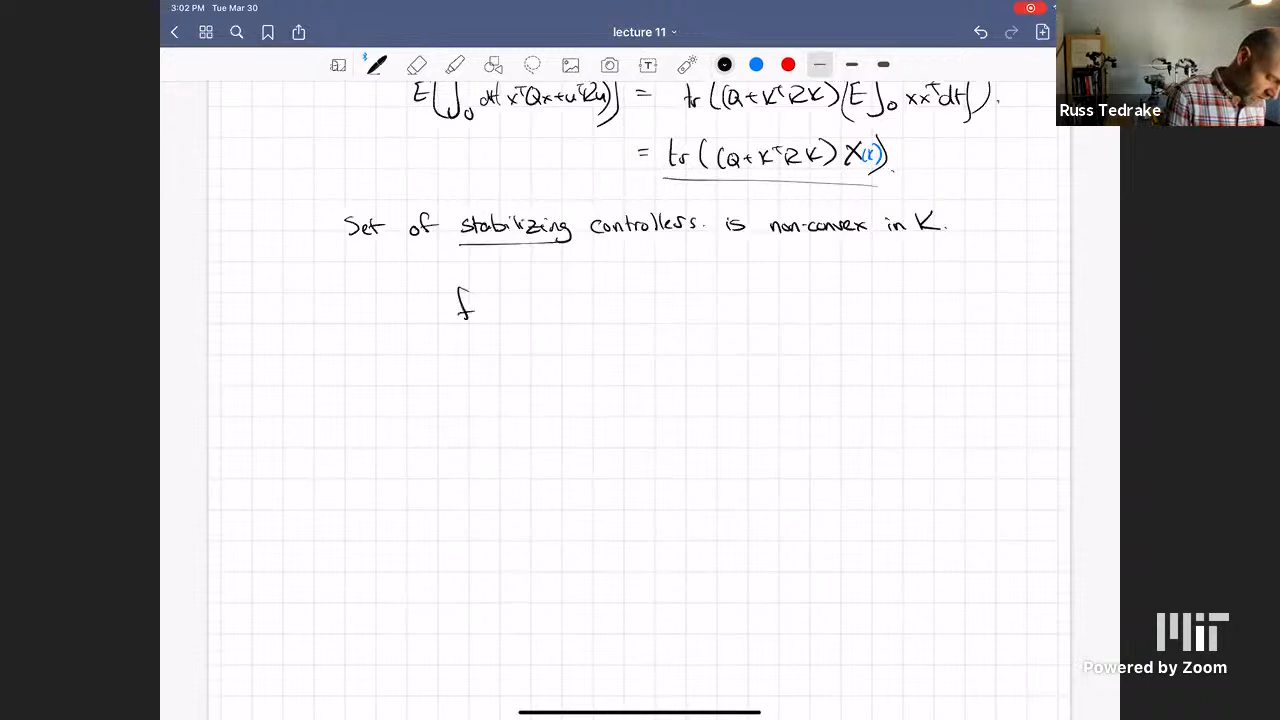 3:02 PM Tue Mar 30
lecture 11
T
E(∫₀ dt( xᵀQx+uᵀRu)) = tr((Q+KᵀRK)(E∫₀ xxᵀdt)).
= tr((Q+KᵀRK) X(K)).
Set of stabilizing controllers. is non-convex in K.
f
Russ Tedrake
MIT
Powered by Zoom